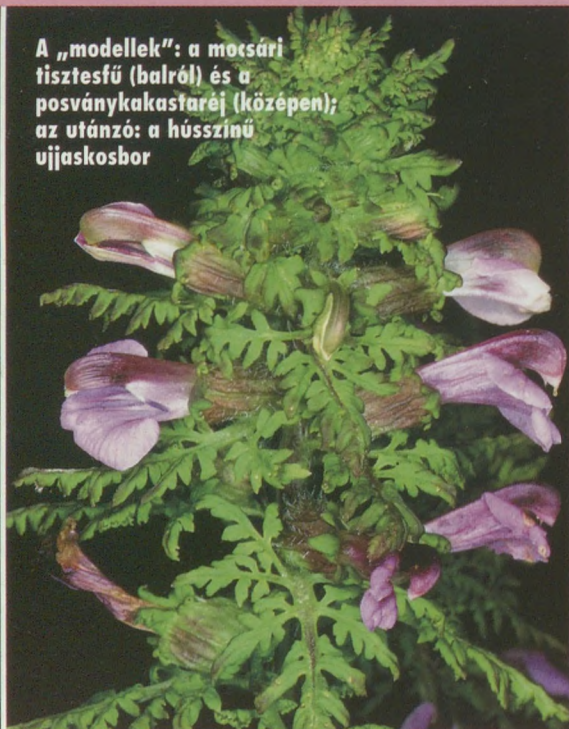 A „modellek”: a mocsári
tisztesfű (balról) és a
posványkakastaréj (középen);
az utánzó: a hússzínű
ujjaskosbor